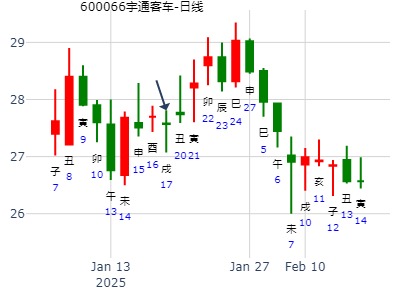 600066宇通客车-日线
29
28
27
26
子
7
丑
8
寅
9
卯
10
午
13
未
14
申
15
酉
16
戌
17
丑
20
寅
21
卯
22
辰
23
巳
24
申
27
巳
5
午
6
未
7
戌
10
亥
11
子
12
丑
13
寅
14
Jan 13
2025
Jan 27
Feb 10